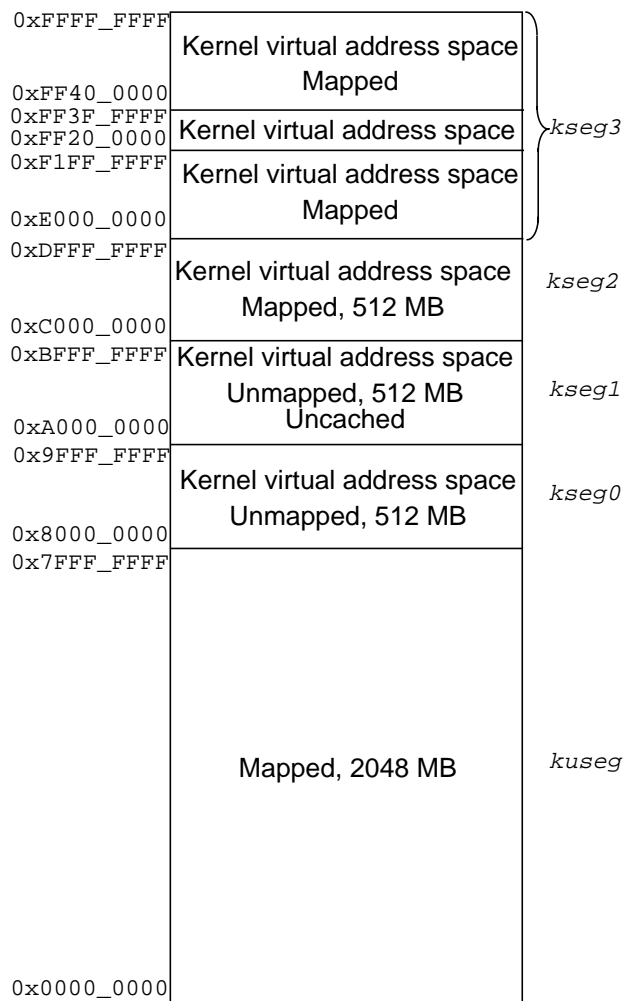 0xFFFF_FFFF
Kernel virtual address space
Mapped
0xFF40_0000
0xFF3F_FFFF
Kernel virtual address space
kseg3
0xFF20_0000
0xF1FF_FFFF
Kernel virtual address space
Mapped
0xE000_0000
0xDFFF_FFFF
Kernel virtual address space
Mapped, 512 MB
kseg2
0xC000_0000
0xBFFF_FFFF
Kernel virtual address space
Unmapped, 512 MB
Uncached
kseg1
0xA000_0000
0x9FFF_FFFF
Kernel virtual address space
Unmapped, 512 MB
kseg0
0x8000_0000
0x7FFF_FFFF
Mapped, 2048 MB
kuseg
0x0000_0000